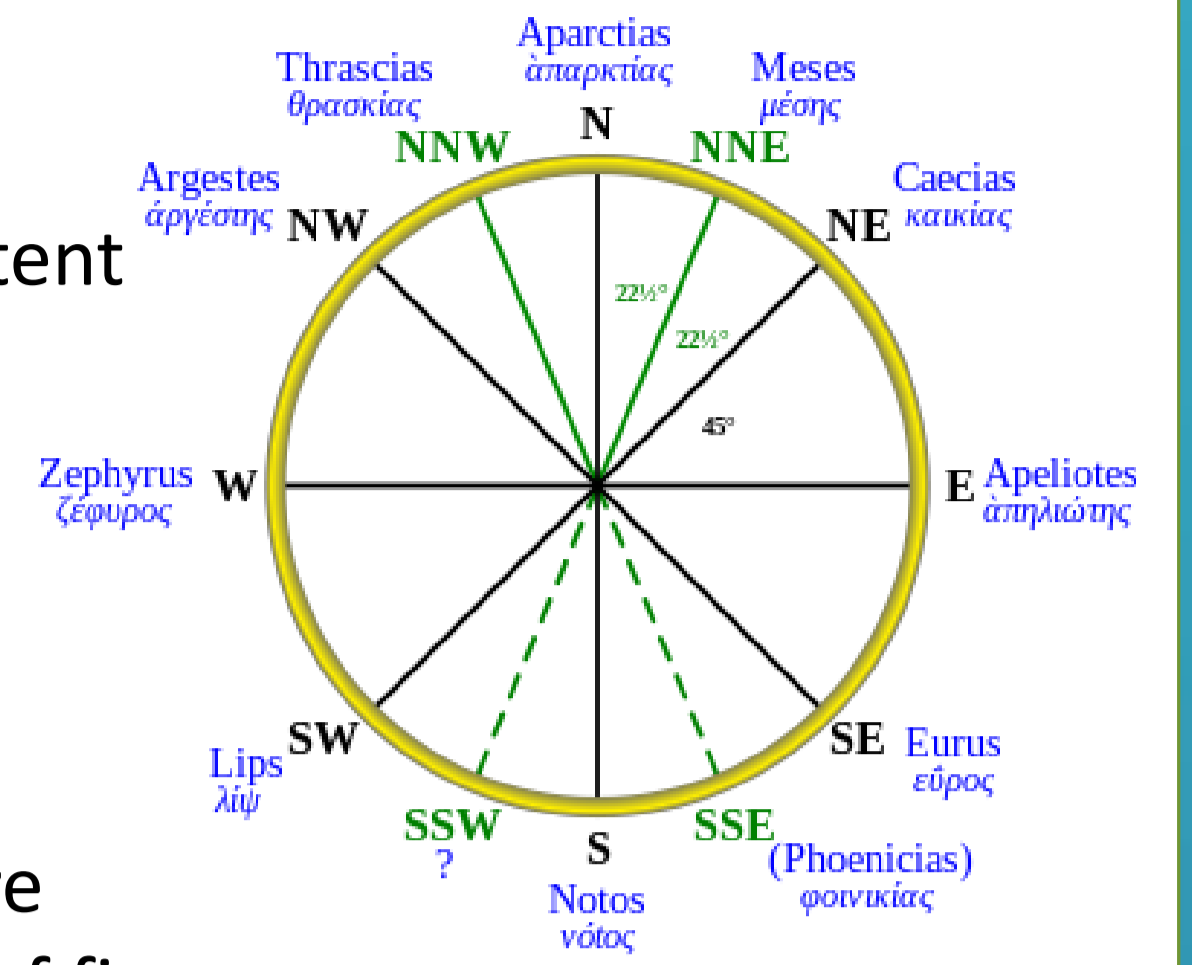 Aparctias
ἀπαρκτίας
Thrascias
θρασκίας
Meses
μέσης
N
NNW
NNE
Argestes
ἀργέστης
NW
Caecias
καικίας
NE
tent
22½°
22½°
45°
Zephyrus
ζέφυρος
W
E
Apeliotes
ἀπηλιώτης
SW
Lips
λίψ
SE
Eurus
εὖρος
SSW
?
S
SSE
(Phoenicias)
φοινικίας
Notos
νότος
e